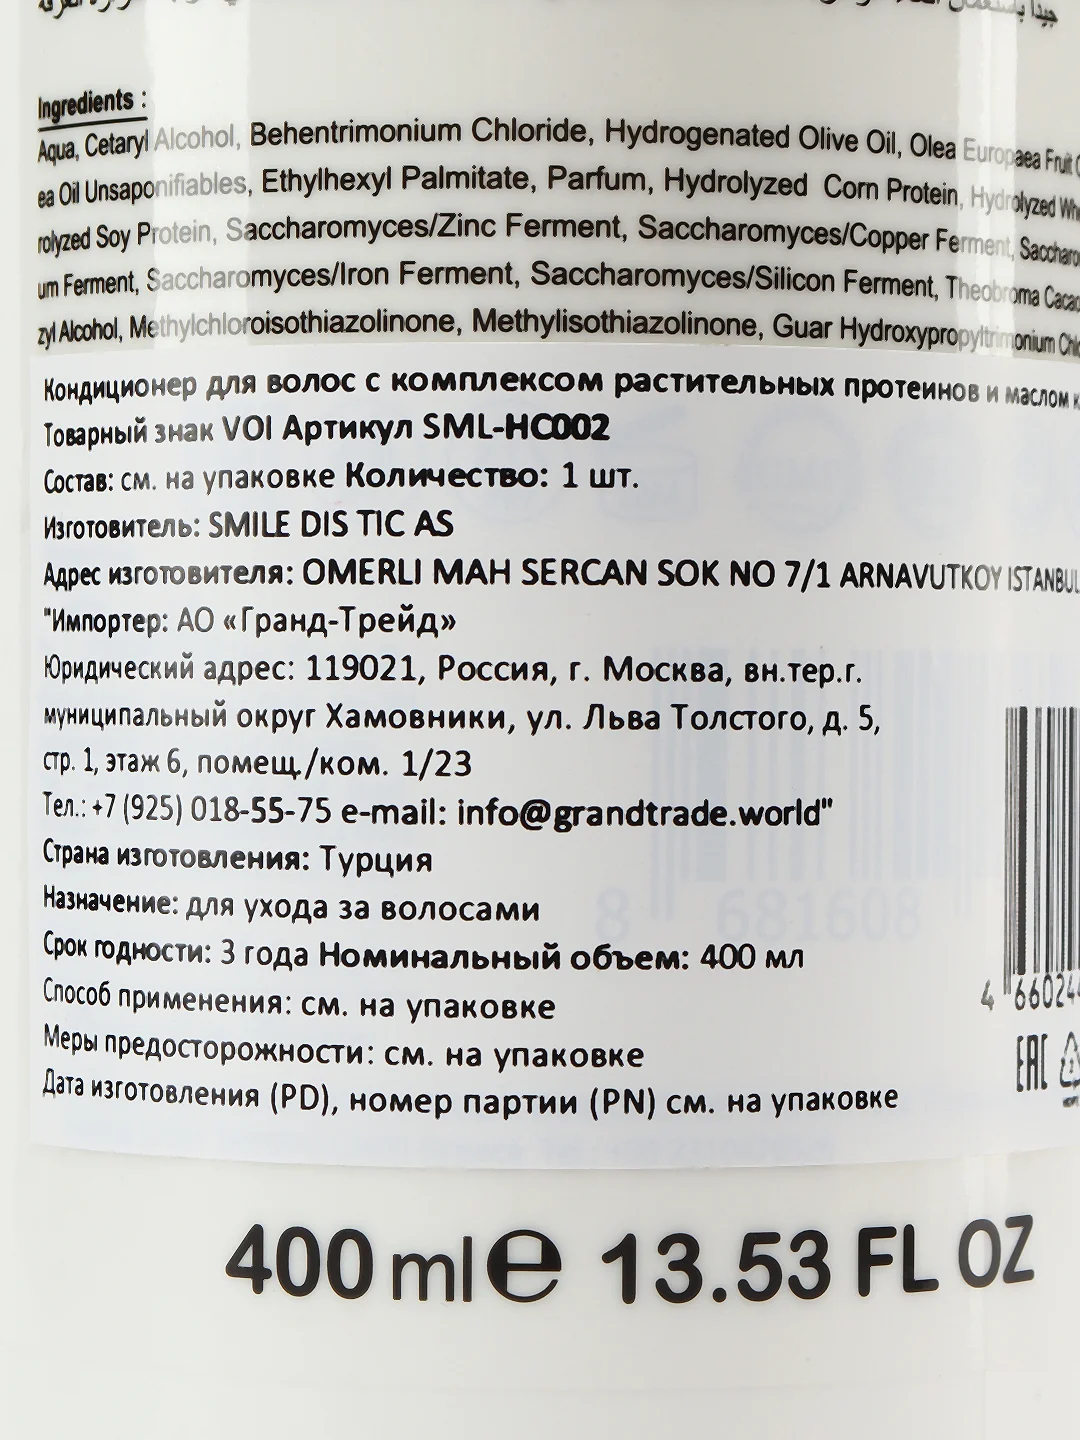 جيدا باستعمال
Ingredients :
Aqua, Cetaryl Alcohol, Behentrimonium Chloride, Hydrogenated Olive Oil, Olea Europaea Fruit
ea Oil Unsaponifiables, Ethylhexyl Palmitate, Parfum, Hydrolyzed Corn Protein, Hydrolyzed Whe
rolyzed Soy Protein, Saccharomyces/Zinc Ferment, Saccharomyces/Copper Ferment, Saccharo
um Ferment, Saccharomyces/Iron Ferment, Saccharomyces/Silicon Ferment, Theobroma Cacao
zyl Alcohol, Methylchloroisothiazolinone, Methylisothiazolinone, Guar Hydroxypropyltrimonium Chlo
Кондиционер для волос с комплексом растительных протеинов и маслом к
Товарный знак VOI Артикул SML-HC002
Состав: см. на упаковке Количество: 1 шт.
Изготовитель: SMILE DIS TIC AS
Адрес изготовителя: OMERLI MAH SERCAN SOK NO 7/1 ARNAVUTKOY ISTANBUL
"Импортер: АО «Гранд-Трейд»
Юридический адрес: 119021, Россия, г. Москва, вн.тер.г.
муниципальный округ Хамовники, ул. Льва Толстого, д. 5,
стр. 1, этаж 6, помещ./ком. 1/23
Тел.: +7 (925) 018-55-75 e-mail: info@grandtrade.world"
Страна изготовления: Турция
Назначение: для ухода за волосами
Срок годности: 3 года Номинальный объем: 400 мл
Способ применения: см. на упаковке
Меры предосторожности: см. на упаковке
Дата изготовления (PD), номер партии (PN) см. на упаковке
8 681608
4 660244
EAC
400 ml e 13.53 FL OZ